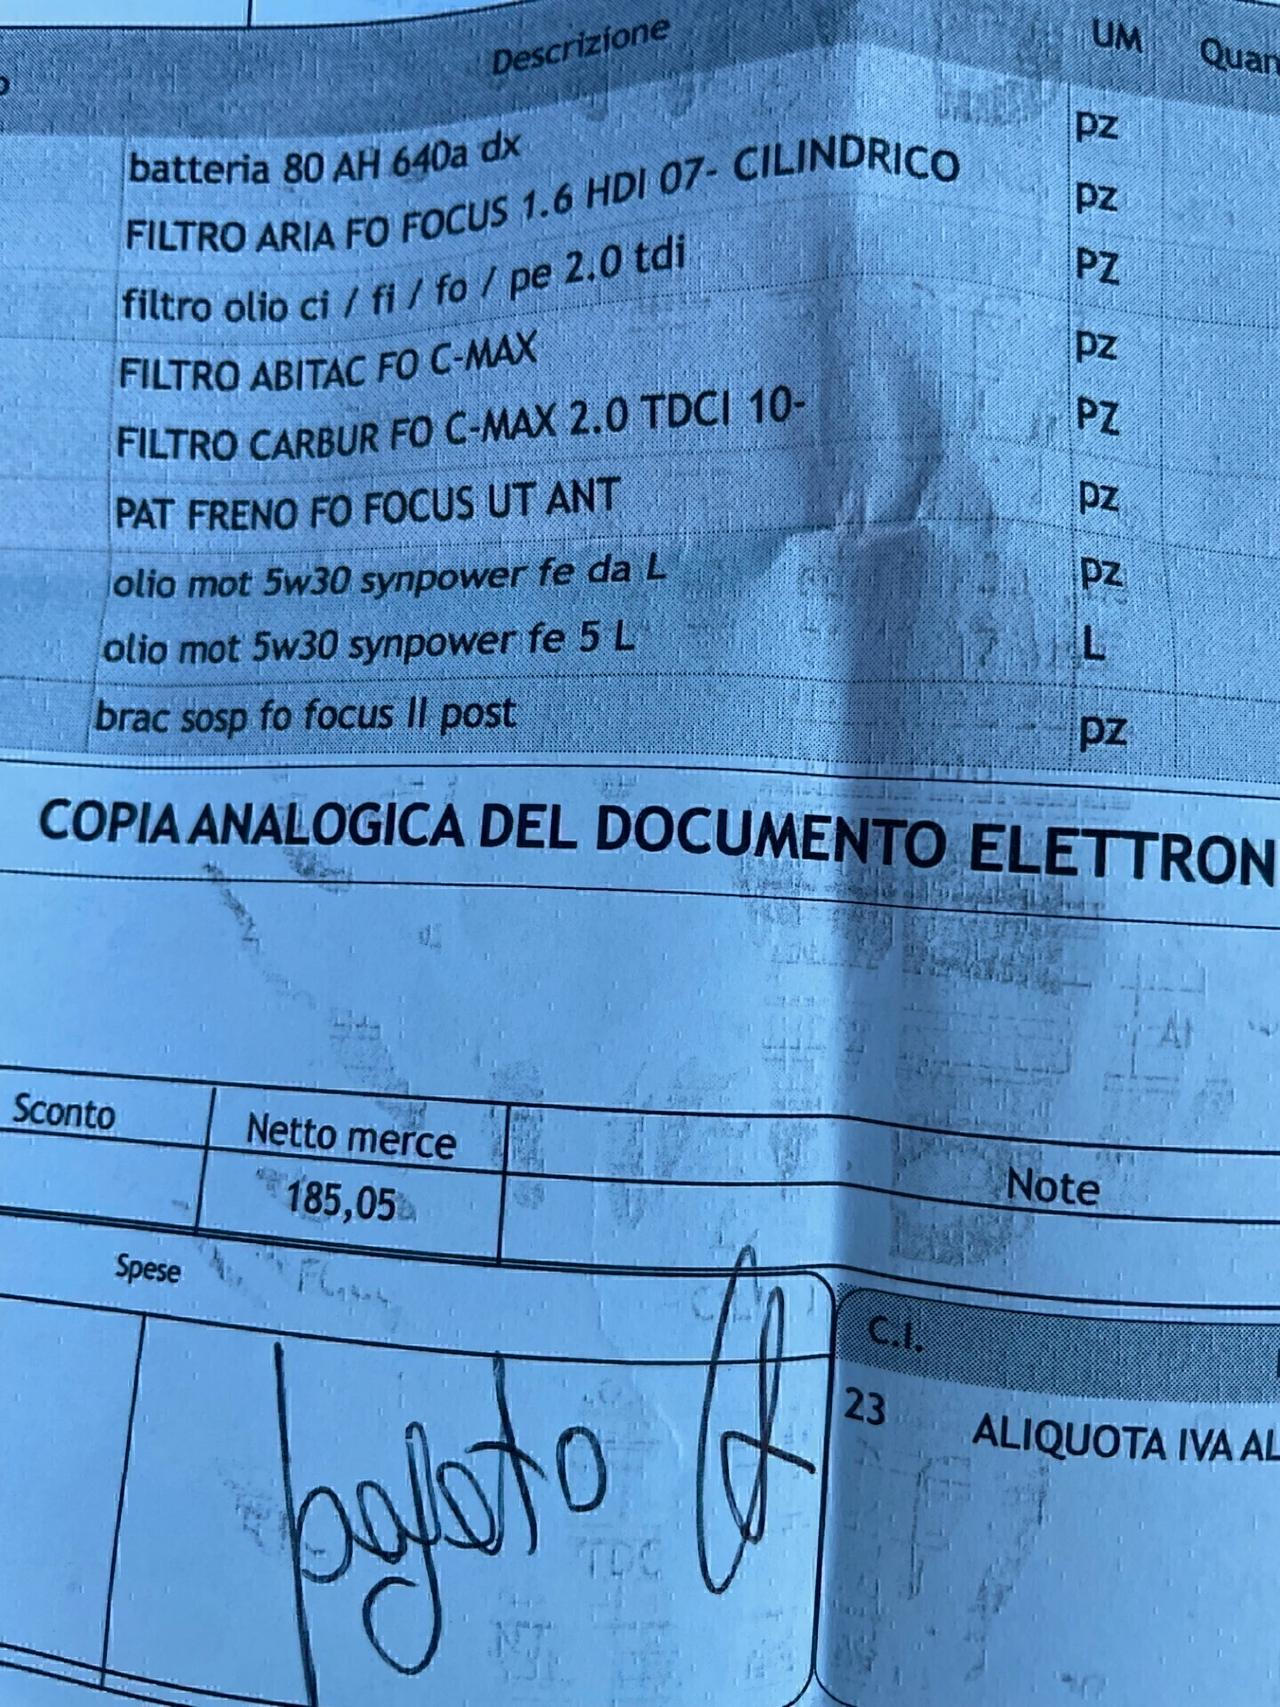 Descrizione UM Quan
batteria 80 AH 640a dx pz
FILTRO ARIA FO FOCUS 1.6 HDI 07- CILINDRICO pz
filtro olio ci / fi / fo / pe 2.0 tdi PZ
FILTRO ABITAC FO C-MAX pz
FILTRO CARBUR FO C-MAX 2.0 TDCI 10- PZ
PAT FRENO FO FOCUS UT ANT pz
olio mot 5w30 synpower fe da L pz
olio mot 5w30 synpower fe 5 L L
brac sosp fo focus II post pz
COPIA ANALOGICA DEL DOCUMENTO ELETTRON
Sconto Netto merce Note
185,05
Spese
C.I.
23 ALIQUOTA IVA AL
pagato